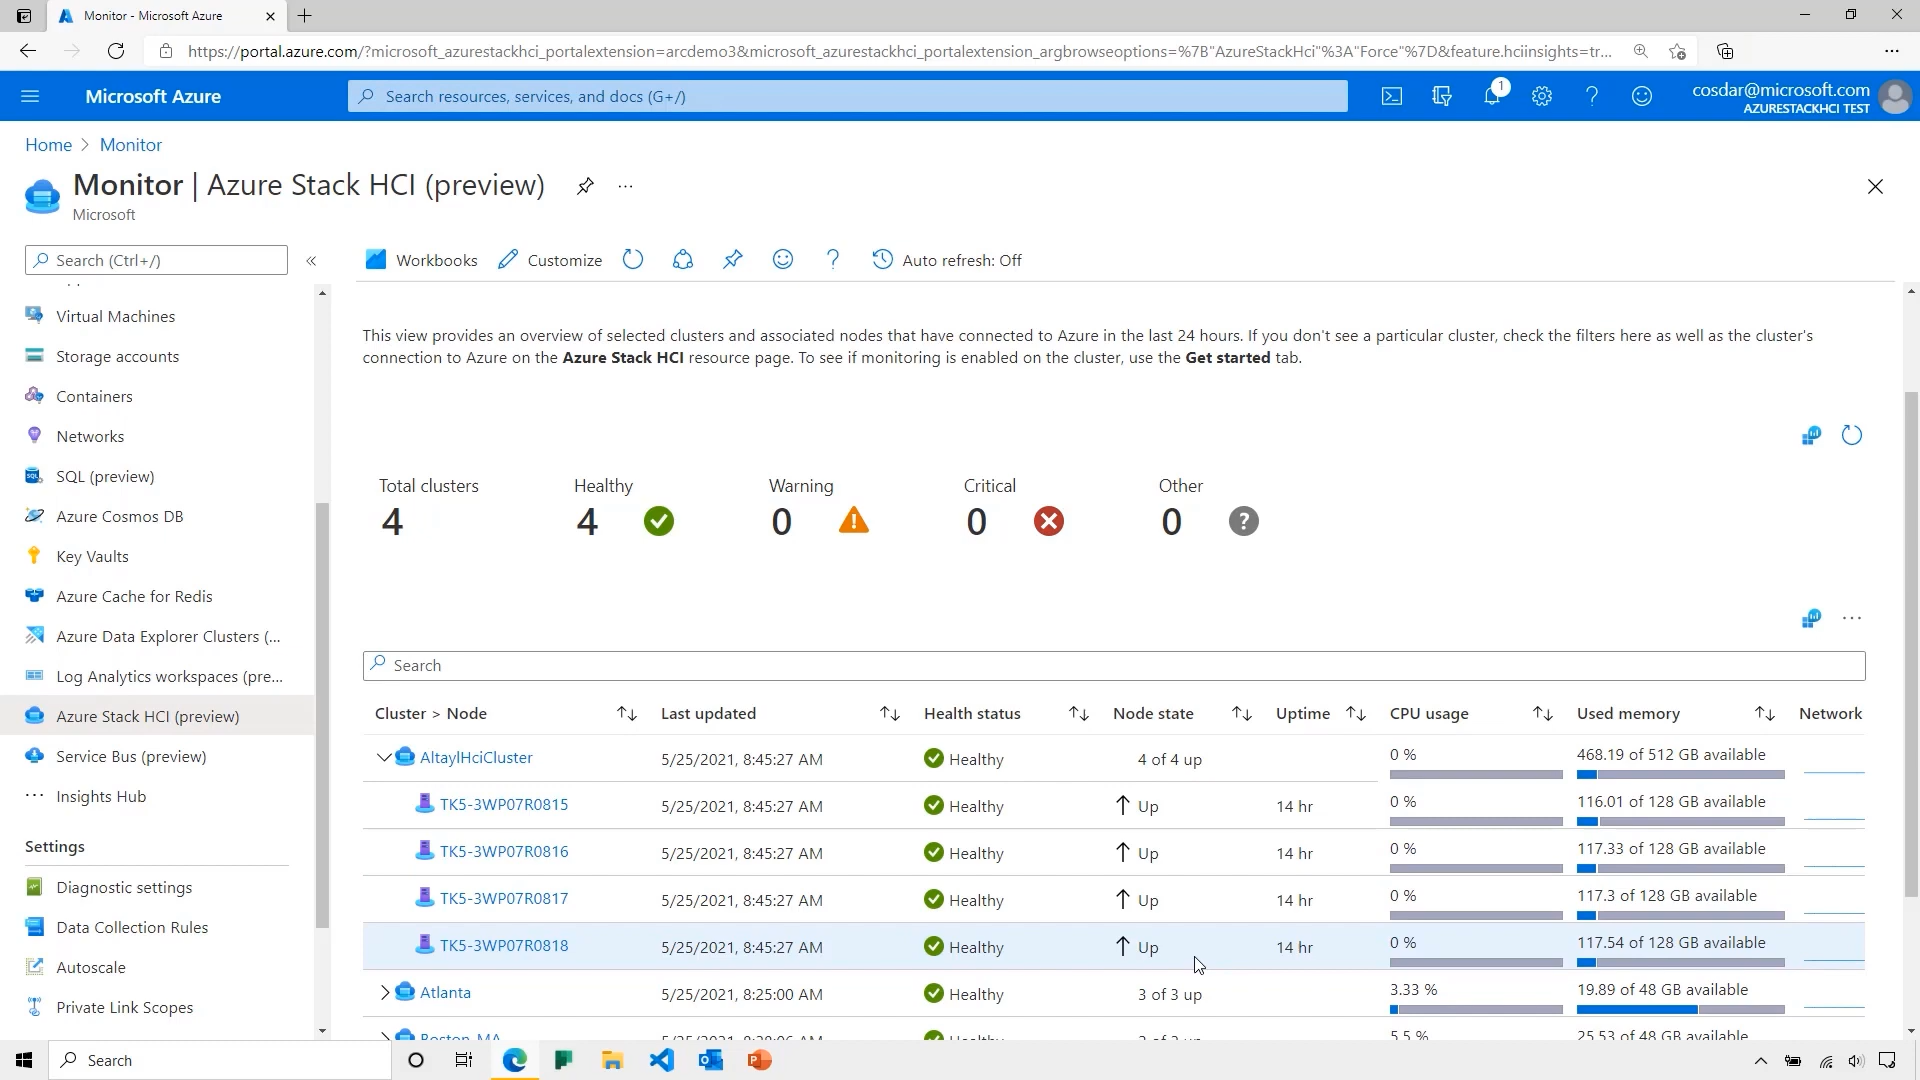 Monitor - Microsoft Azure
https://portal.azure.com/?microsoft_azurestackhci_portalextension=arcdemo3&microsoft_azurestackhci_portalextension_argbrowseoptions=%7B"AzureStackHci"%3A"Force"%7D&feature.hciinsights=tr...
Microsoft Azure
Search resources, services, and docs (G+/)
1
cosdar@microsoft.com
AZURESTACKHCI TEST
Home > Monitor
Monitor | Azure Stack HCI (preview)
Microsoft
Search (Ctrl+/)
Virtual Machines
Storage accounts
Containers
Networks
SQL (preview)
Azure Cosmos DB
Key Vaults
Azure Cache for Redis
Azure Data Explorer Clusters (...
Log Analytics workspaces (pre...
Azure Stack HCI (preview)
Service Bus (preview)
Insights Hub
Settings
Diagnostic settings
Data Collection Rules
Autoscale
Private Link Scopes
Workbooks Customize Auto refresh: Off
This view provides an overview of selected clusters and associated nodes that have connected to Azure in the last 24 hours. If you don't see a particular cluster, check the filters here as well as the cluster's
connection to Azure on the Azure Stack HCI resource page. To see if monitoring is enabled on the cluster, use the Get started tab.
Total clusters Healthy Warning Critical Other
4 4 0 0 0
Search
Cluster > Node Last updated Health status Node state Uptime CPU usage Used memory Network
AltaylHciCluster 5/25/2021, 8:45:27 AM Healthy 4 of 4 up 0 % 468.19 of 512 GB available
TK5-3WP07R0815 5/25/2021, 8:45:27 AM Healthy Up 14 hr 0 % 116.01 of 128 GB available
TK5-3WP07R0816 5/25/2021, 8:45:27 AM Healthy Up 14 hr 0 % 117.33 of 128 GB available
TK5-3WP07R0817 5/25/2021, 8:45:27 AM Healthy Up 14 hr 0 % 117.3 of 128 GB available
TK5-3WP07R0818 5/25/2021, 8:45:27 AM Healthy Up 14 hr 0 % 117.54 of 128 GB available
Atlanta 5/25/2021, 8:25:00 AM Healthy 3 of 3 up 3.33 % 19.89 of 48 GB available
Boston MA Healthy 5.5 % 25.53 of 48 GB available
Search